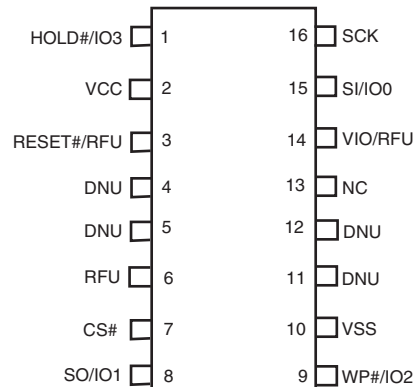 HOLD#/IO3 1 16 SCK
VCC 2 15 SI/IO0
RESET#/RFU 3 14 VIO/RFU
DNU 4 13 NC
DNU 5 12 DNU
RFU 6 11 DNU
CS# 7 10 VSS
SO/IO1 8 9 WP#/IO2